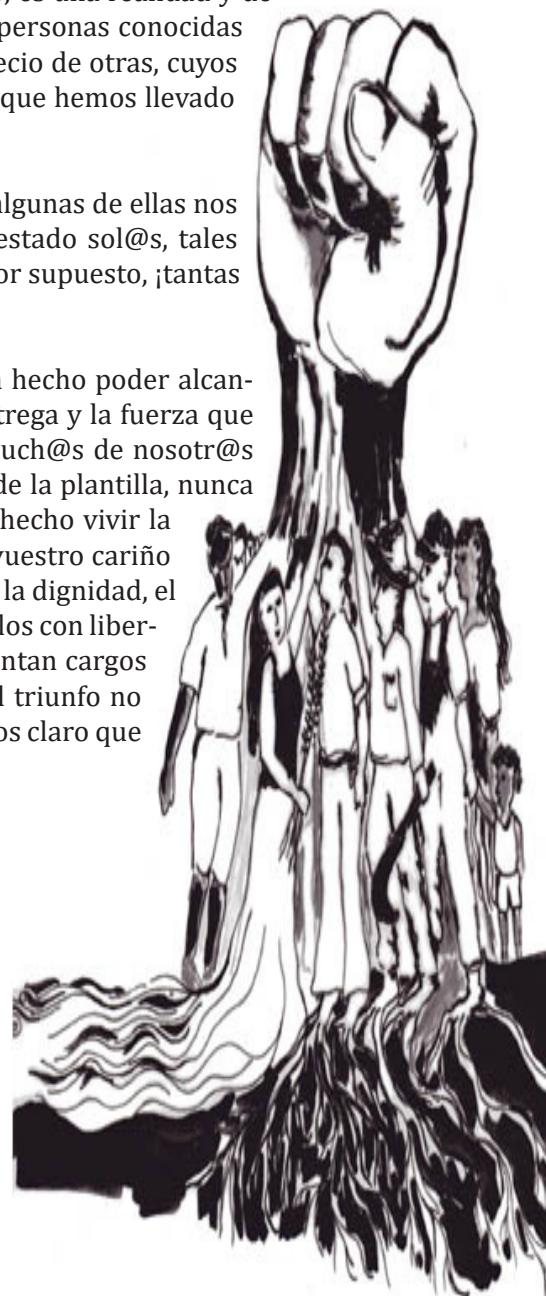 es una realidad y de
personas conocidas
ecio de otras, cuyos
que hemos llevado
algunas de ellas nos
estado sol@s, tales
or supuesto, ¡tantas
hecho poder alcan-
trega y la fuerza que
uch@s de nosotr@s
de la plantilla, nunca
hecho vivir la
vuestro cariño
la dignidad, el
los con liber-
ntan cargos
l triunfo no
os claro que